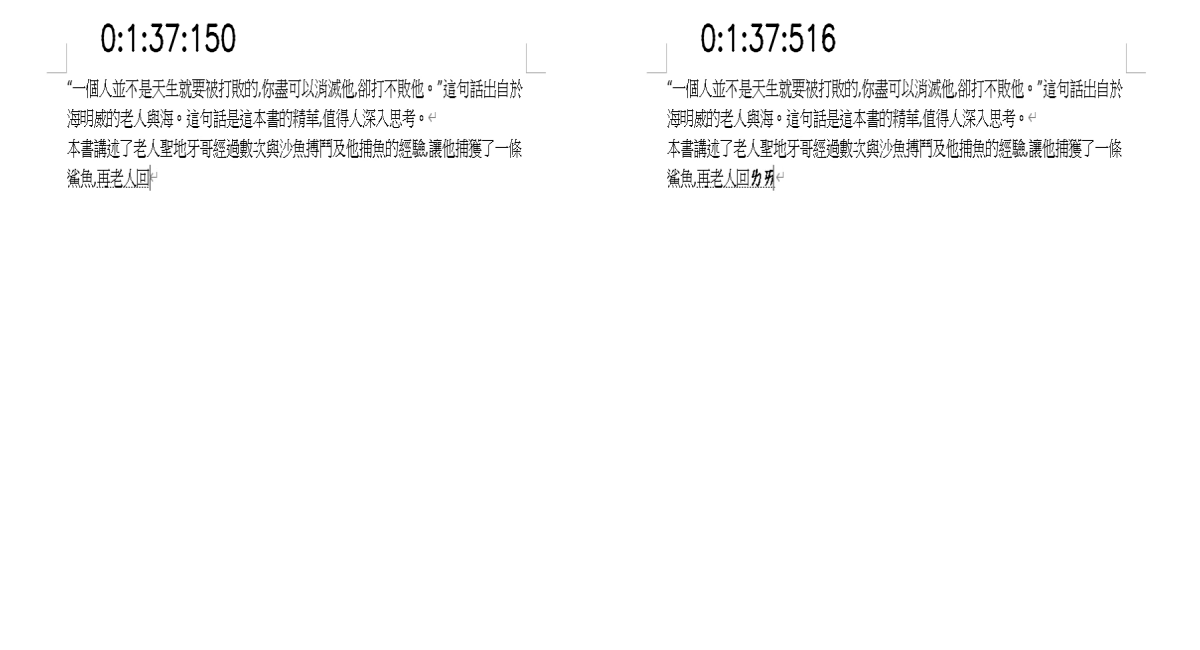 0:1:37:150
“一個人並不是天生就要被打敗的,你盡可以消滅他,卻打不敗他。”這句話出自於
海明威的老人與海。這句話是這本書的精華,值得人深入思考。↵
本書講述了老人聖地牙哥經過數次與沙魚搏鬥及他捕魚的經驗,讓他捕獲了一條
鯊魚,再老人回↵
0:1:37:516
“一個人並不是天生就要被打敗的,你盡可以消滅他,卻打不敗他。”這句話出自於
海明威的老人與海。這句話是這本書的精華,值得人深入思考。↵
本書講述了老人聖地牙哥經過數次與沙魚搏鬥及他捕魚的經驗,讓他捕獲了一條
鯊魚,再老人回ㄌㄞ↵